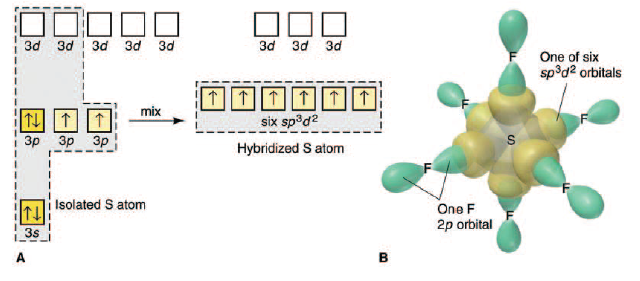 3d 3d 3d 3d 3d
3d 3d 3d
↑↓ ↑ ↑
3p 3p 3p
mix
↑ ↑ ↑ ↑ ↑ ↑
six sp³d²
Hybridized S atom
↑↓
3s
Isolated S atom
A
F
One of six
sp³d² orbitals
F
F
S
F
F
One F
2p orbital
F
B